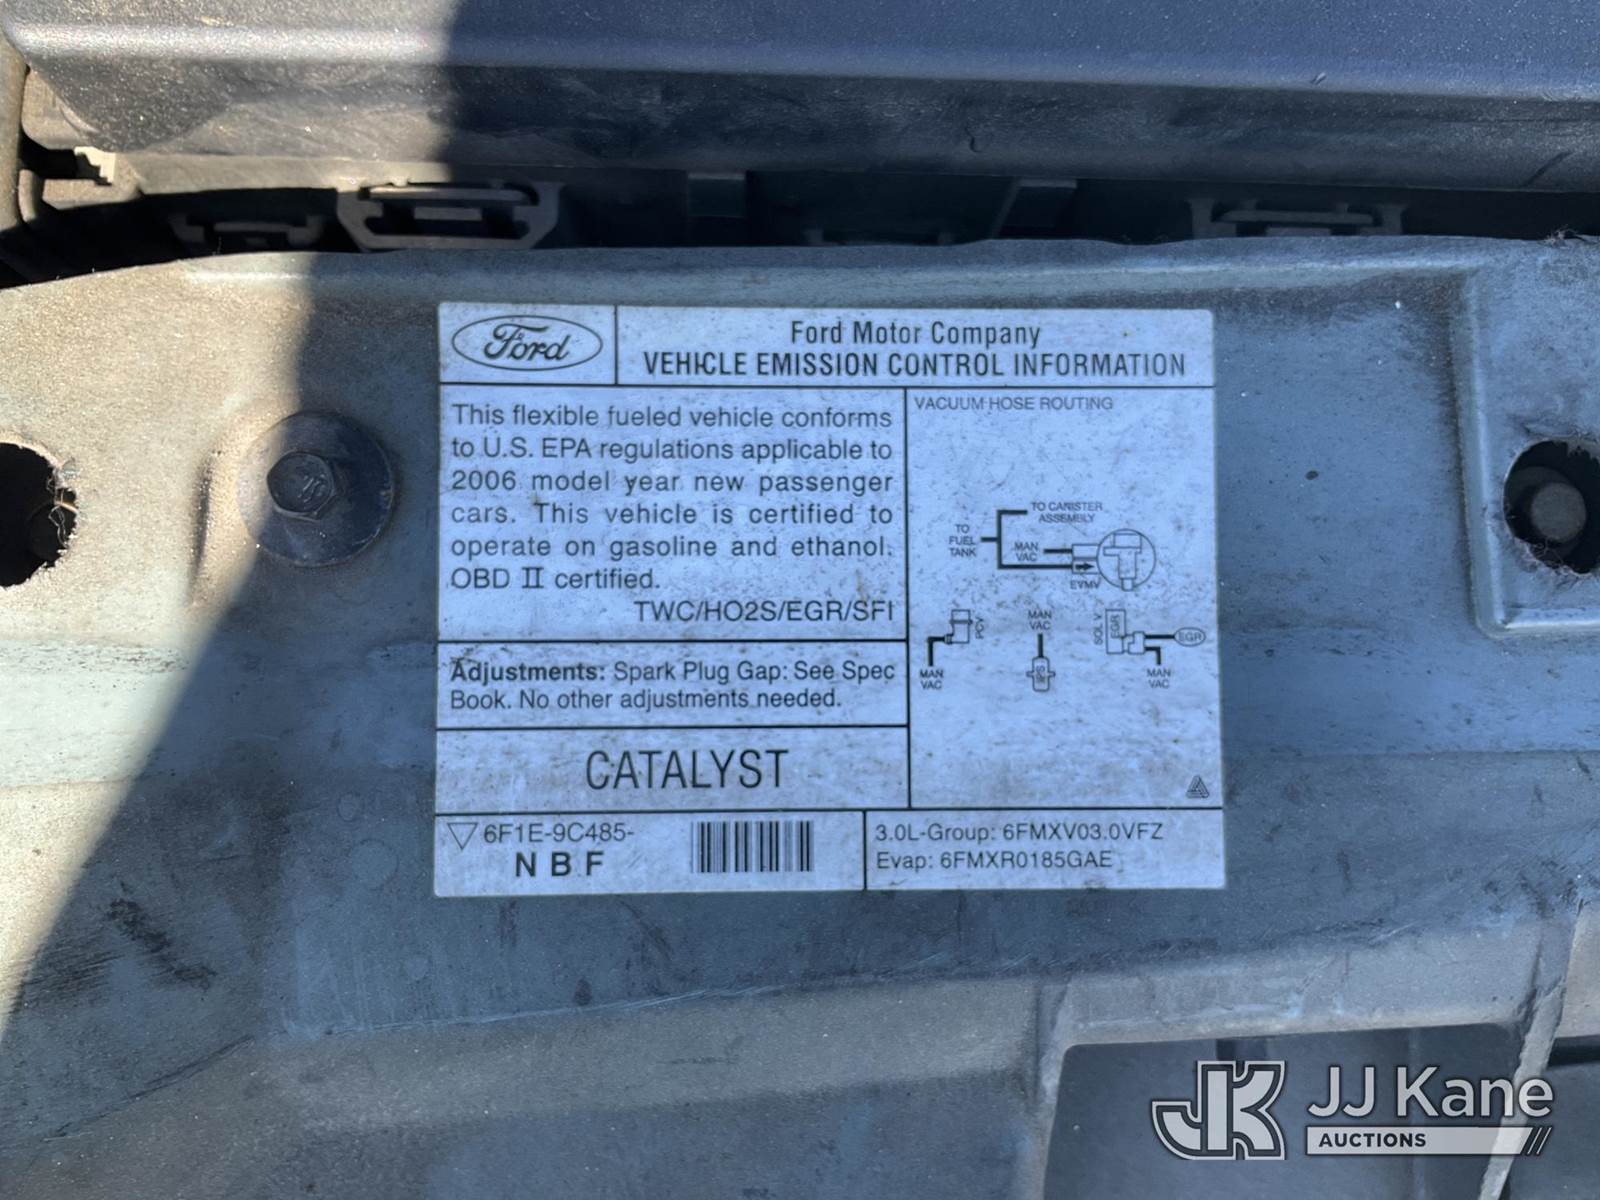 Ford
Ford Motor Company
VEHICLE EMISSION CONTROL INFORMATION
This flexible fueled vehicle conforms
to U.S. EPA regulations applicable to
2006 model year new passenger
cars. This vehicle is certified to
operate on gasoline and ethanol.
OBD II certified.
TWC/HO2S/EGR/SFI
Adjustments: Spark Plug Gap: See Spec
Book. No other adjustments needed.
CATALYST
6F1E-9C485-
N B F
VACUUM HOSE ROUTING
TO CANISTER
ASSEMBLY
TO
FUEL
TANK
MAN
VAC
EVMV
PCV
MAN
VAC
MAN
VAC
SOL V
EGR
EGR
MAN
VAC
3.0L-Group: 6FMXV03.0VFZ
Evap: 6FMXR0185GAE
JK
JJ Kane
AUCTIONS